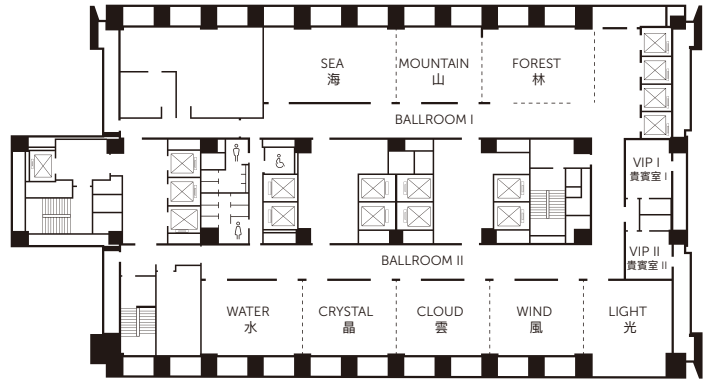 SEA
海
MOUNTAIN
山
FOREST
林
BALLROOM I
VIP I
貴賓室 I
VIP II
貴賓室 II
BALLROOM II
WATER
水
CRYSTAL
晶
CLOUD
雲
WIND
風
LIGHT
光